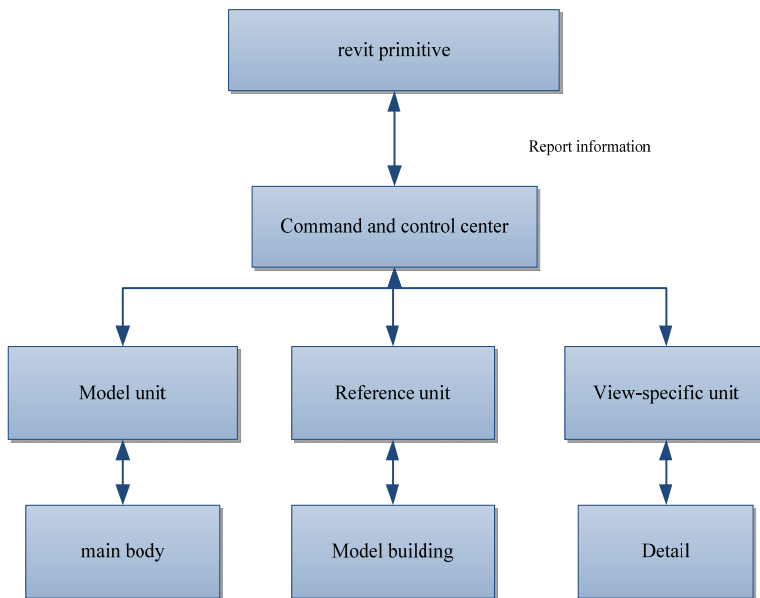 revit primitive
Report information
Command and control center
Model unit
Reference unit
View-specific unit
main body
Model building
Detail